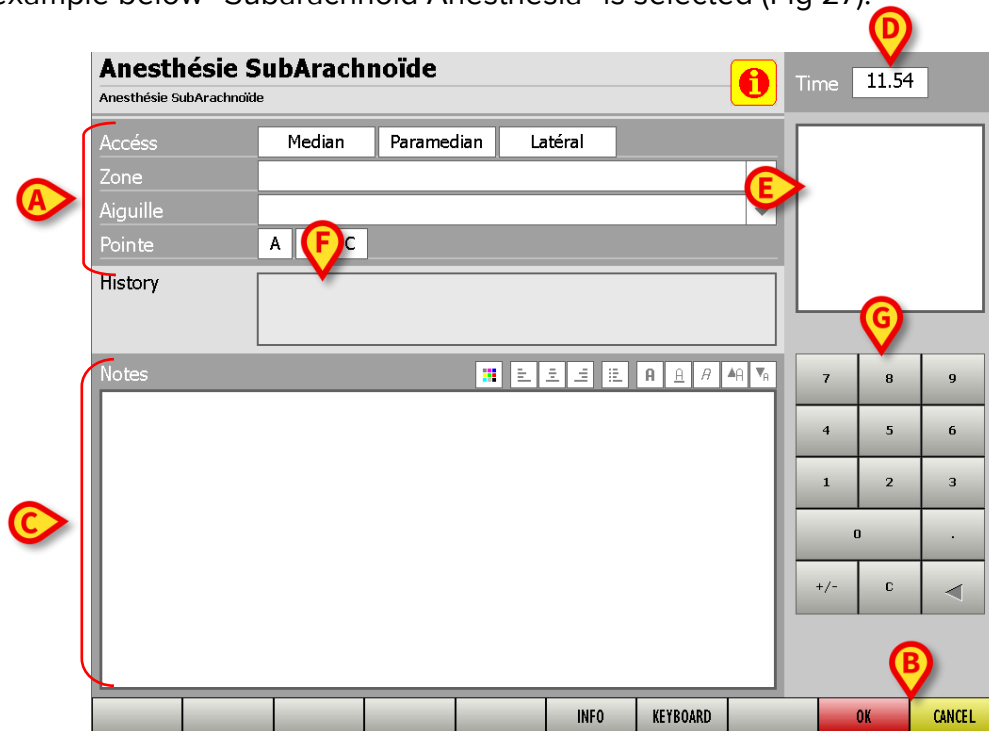 example below "Subarachnoid Anesthesia" is selected (Fig 27).
D
Anesthésie SubArachnoïde
Anesthésie SubArachnoïde
i
Time 11.54
A
Accéss Median Paramedian Latéral
Zone
E
Aiguille
Pointe A F C
History
G
Notes A A A A A
7 8 9
4 5 6
1 2 3
C
0 .
+/- C
B
INFO KEYBOARD OK CANCEL